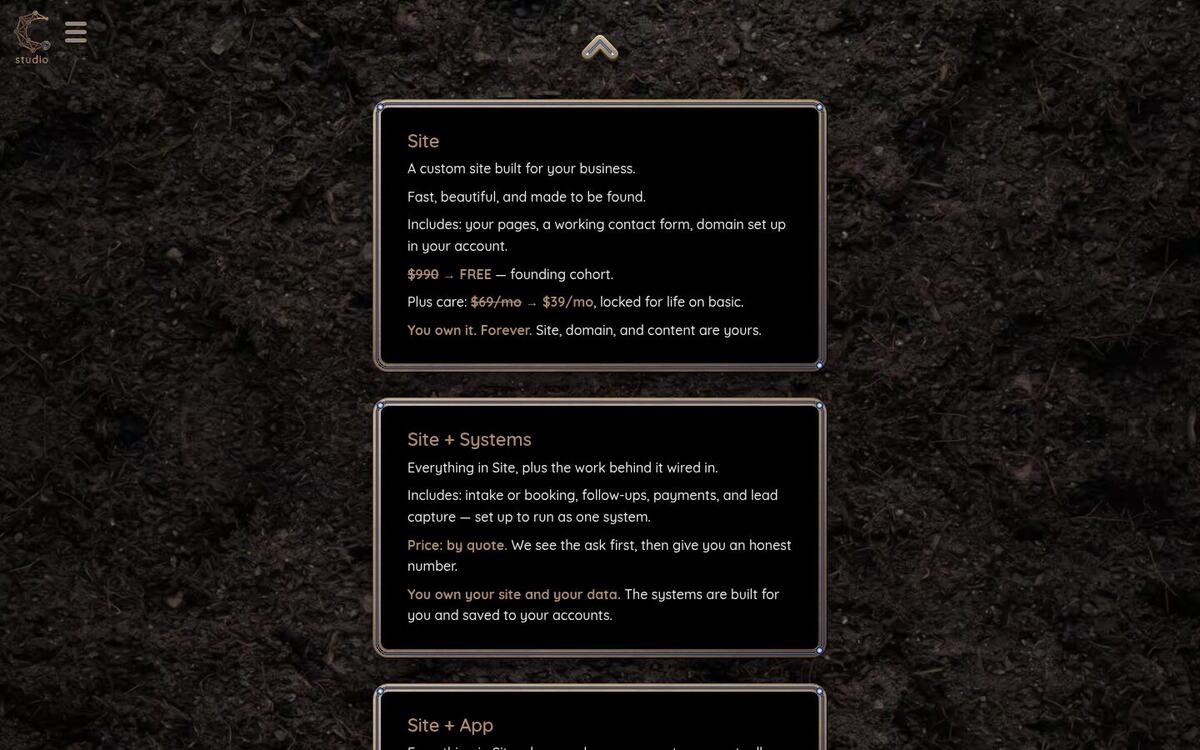 studio
Site
A custom site built for your business.
Fast, beautiful, and made to be found.
Includes: your pages, a working contact form, domain set up
in your account.
$990 → FREE — founding cohort.
Plus care: $69/mo → $39/mo, locked for life on basic.
You own it. Forever. Site, domain, and content are yours.
Site + Systems
Everything in Site, plus the work behind it wired in.
Includes: intake or booking, follow-ups, payments, and lead
capture — set up to run as one system.
Price: by quote. We see the ask first, then give you an honest
number.
You own your site and your data. The systems are built for
you and saved to your accounts.
Site + App